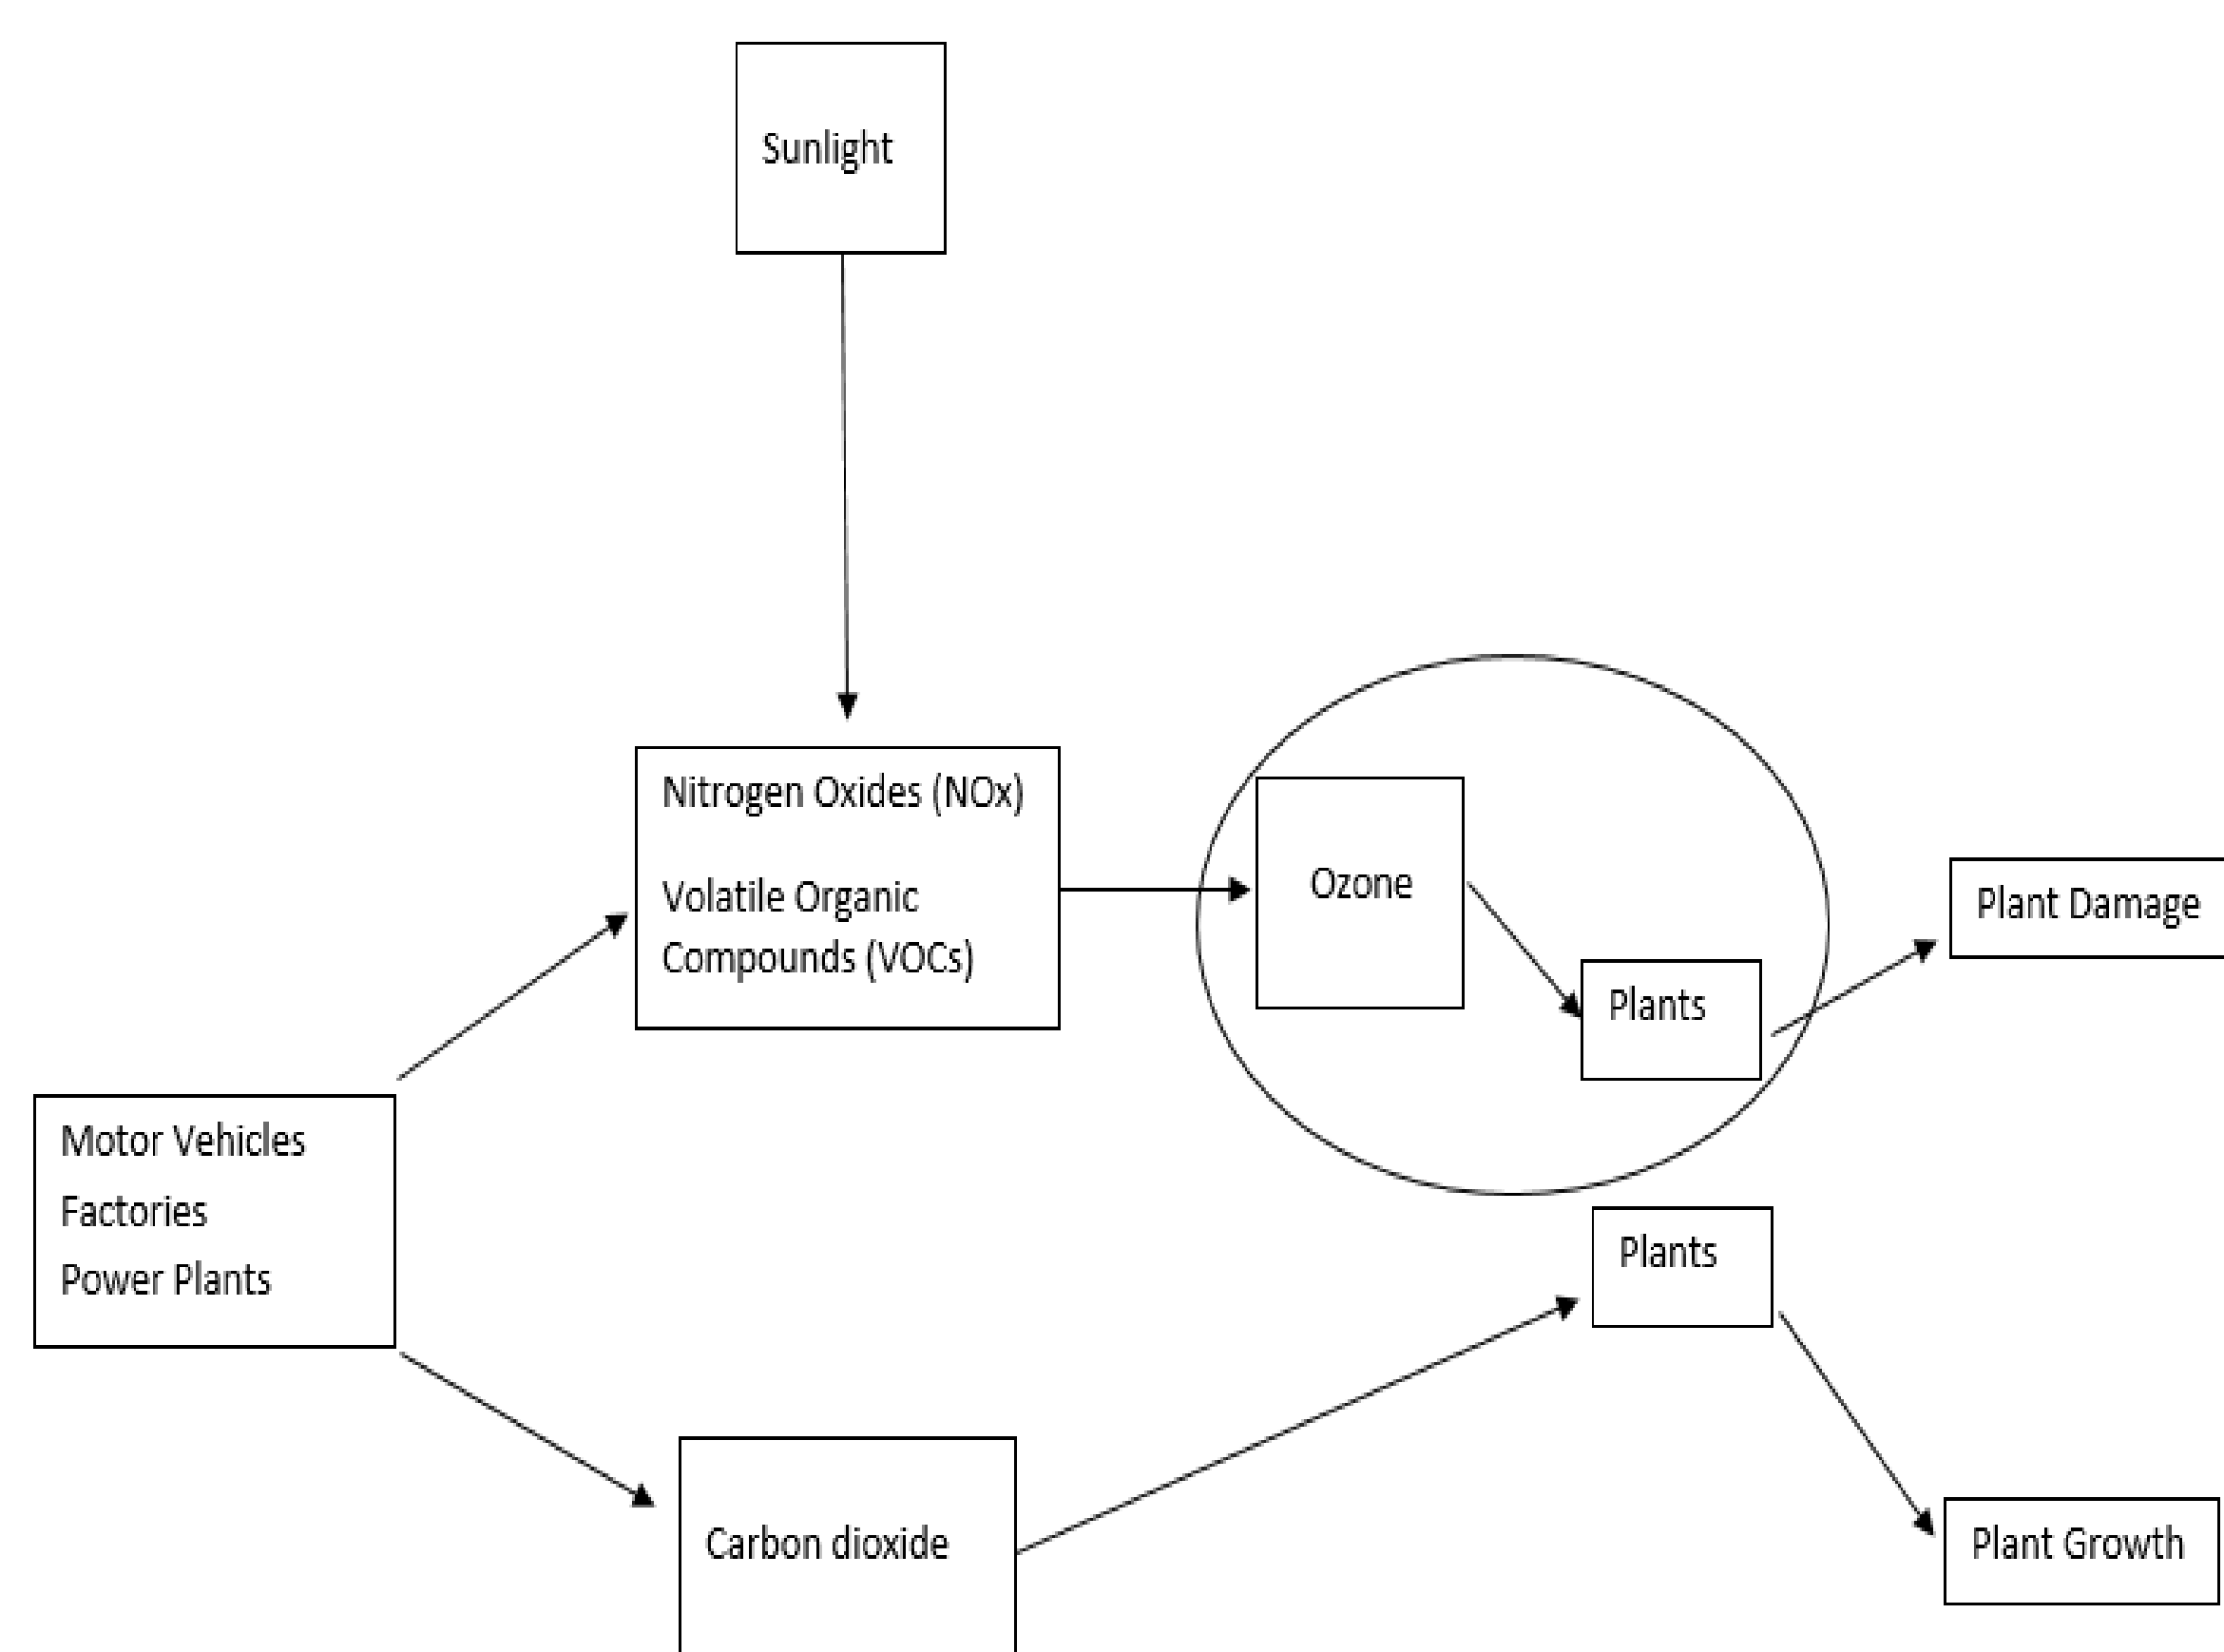 Sunlight
Nitrogen Oxides (NOx)
Volatile Organic
Compounds (VOCs)
Ozone
Plants
Plant Damage
Motor Vehicles
Factories
Power Plants
Plants
Carbon dioxide
Plant Growth